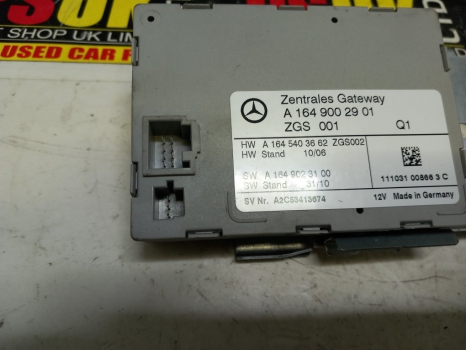 SHOP UK LIM
USED CAR
Zentrales Gateway
A 164 900 29 01
ZGS 001 Q1
HW A 164 540 36 62 ZGS002
HW Stand 10/06
SW A 164 902 31 00
SW Stand 31/10
111031 00866 3 C
SV Nr. A2C53413674
12V Made in Germany